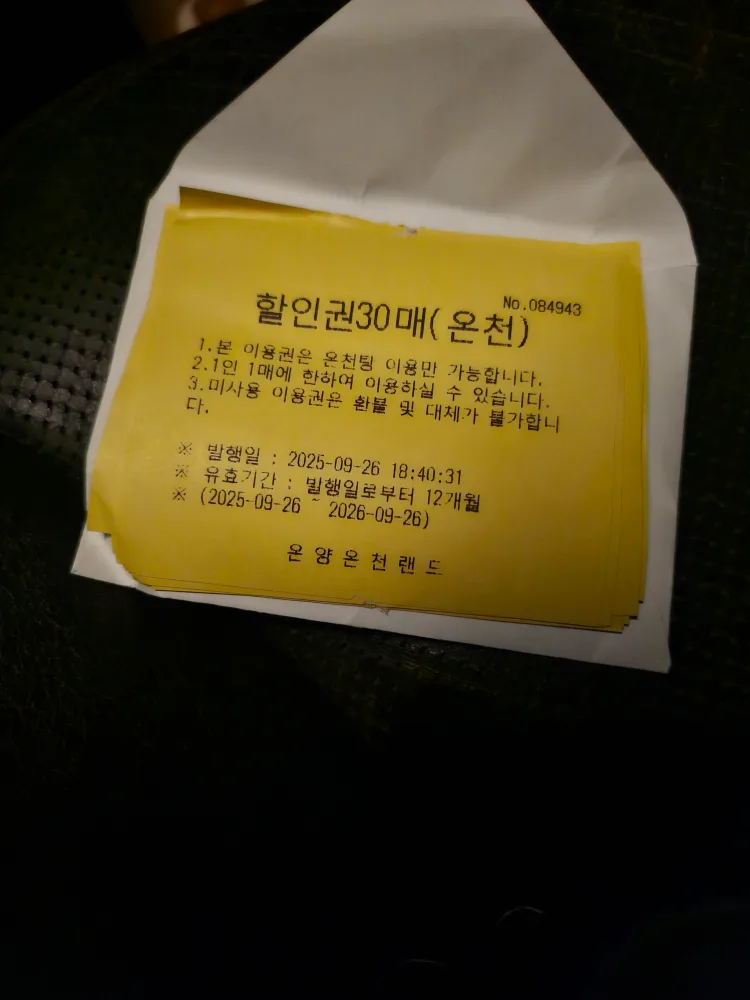 No.084943
할인권30매(온천)
1.본 이용권은 온천탕 이용만 가능합니다.
2.1인 1매에 한하여 이용하실 수 있습니다.
3.미사용 이용권은 환불 및 대체가 불가합니
다.
※ 발행일 : 2025-09-26 18:40:31
※ 유효기간 : 발행일로부터 12개월
※ (2025-09-26 ~ 2026-09-26)
온양온천랜드